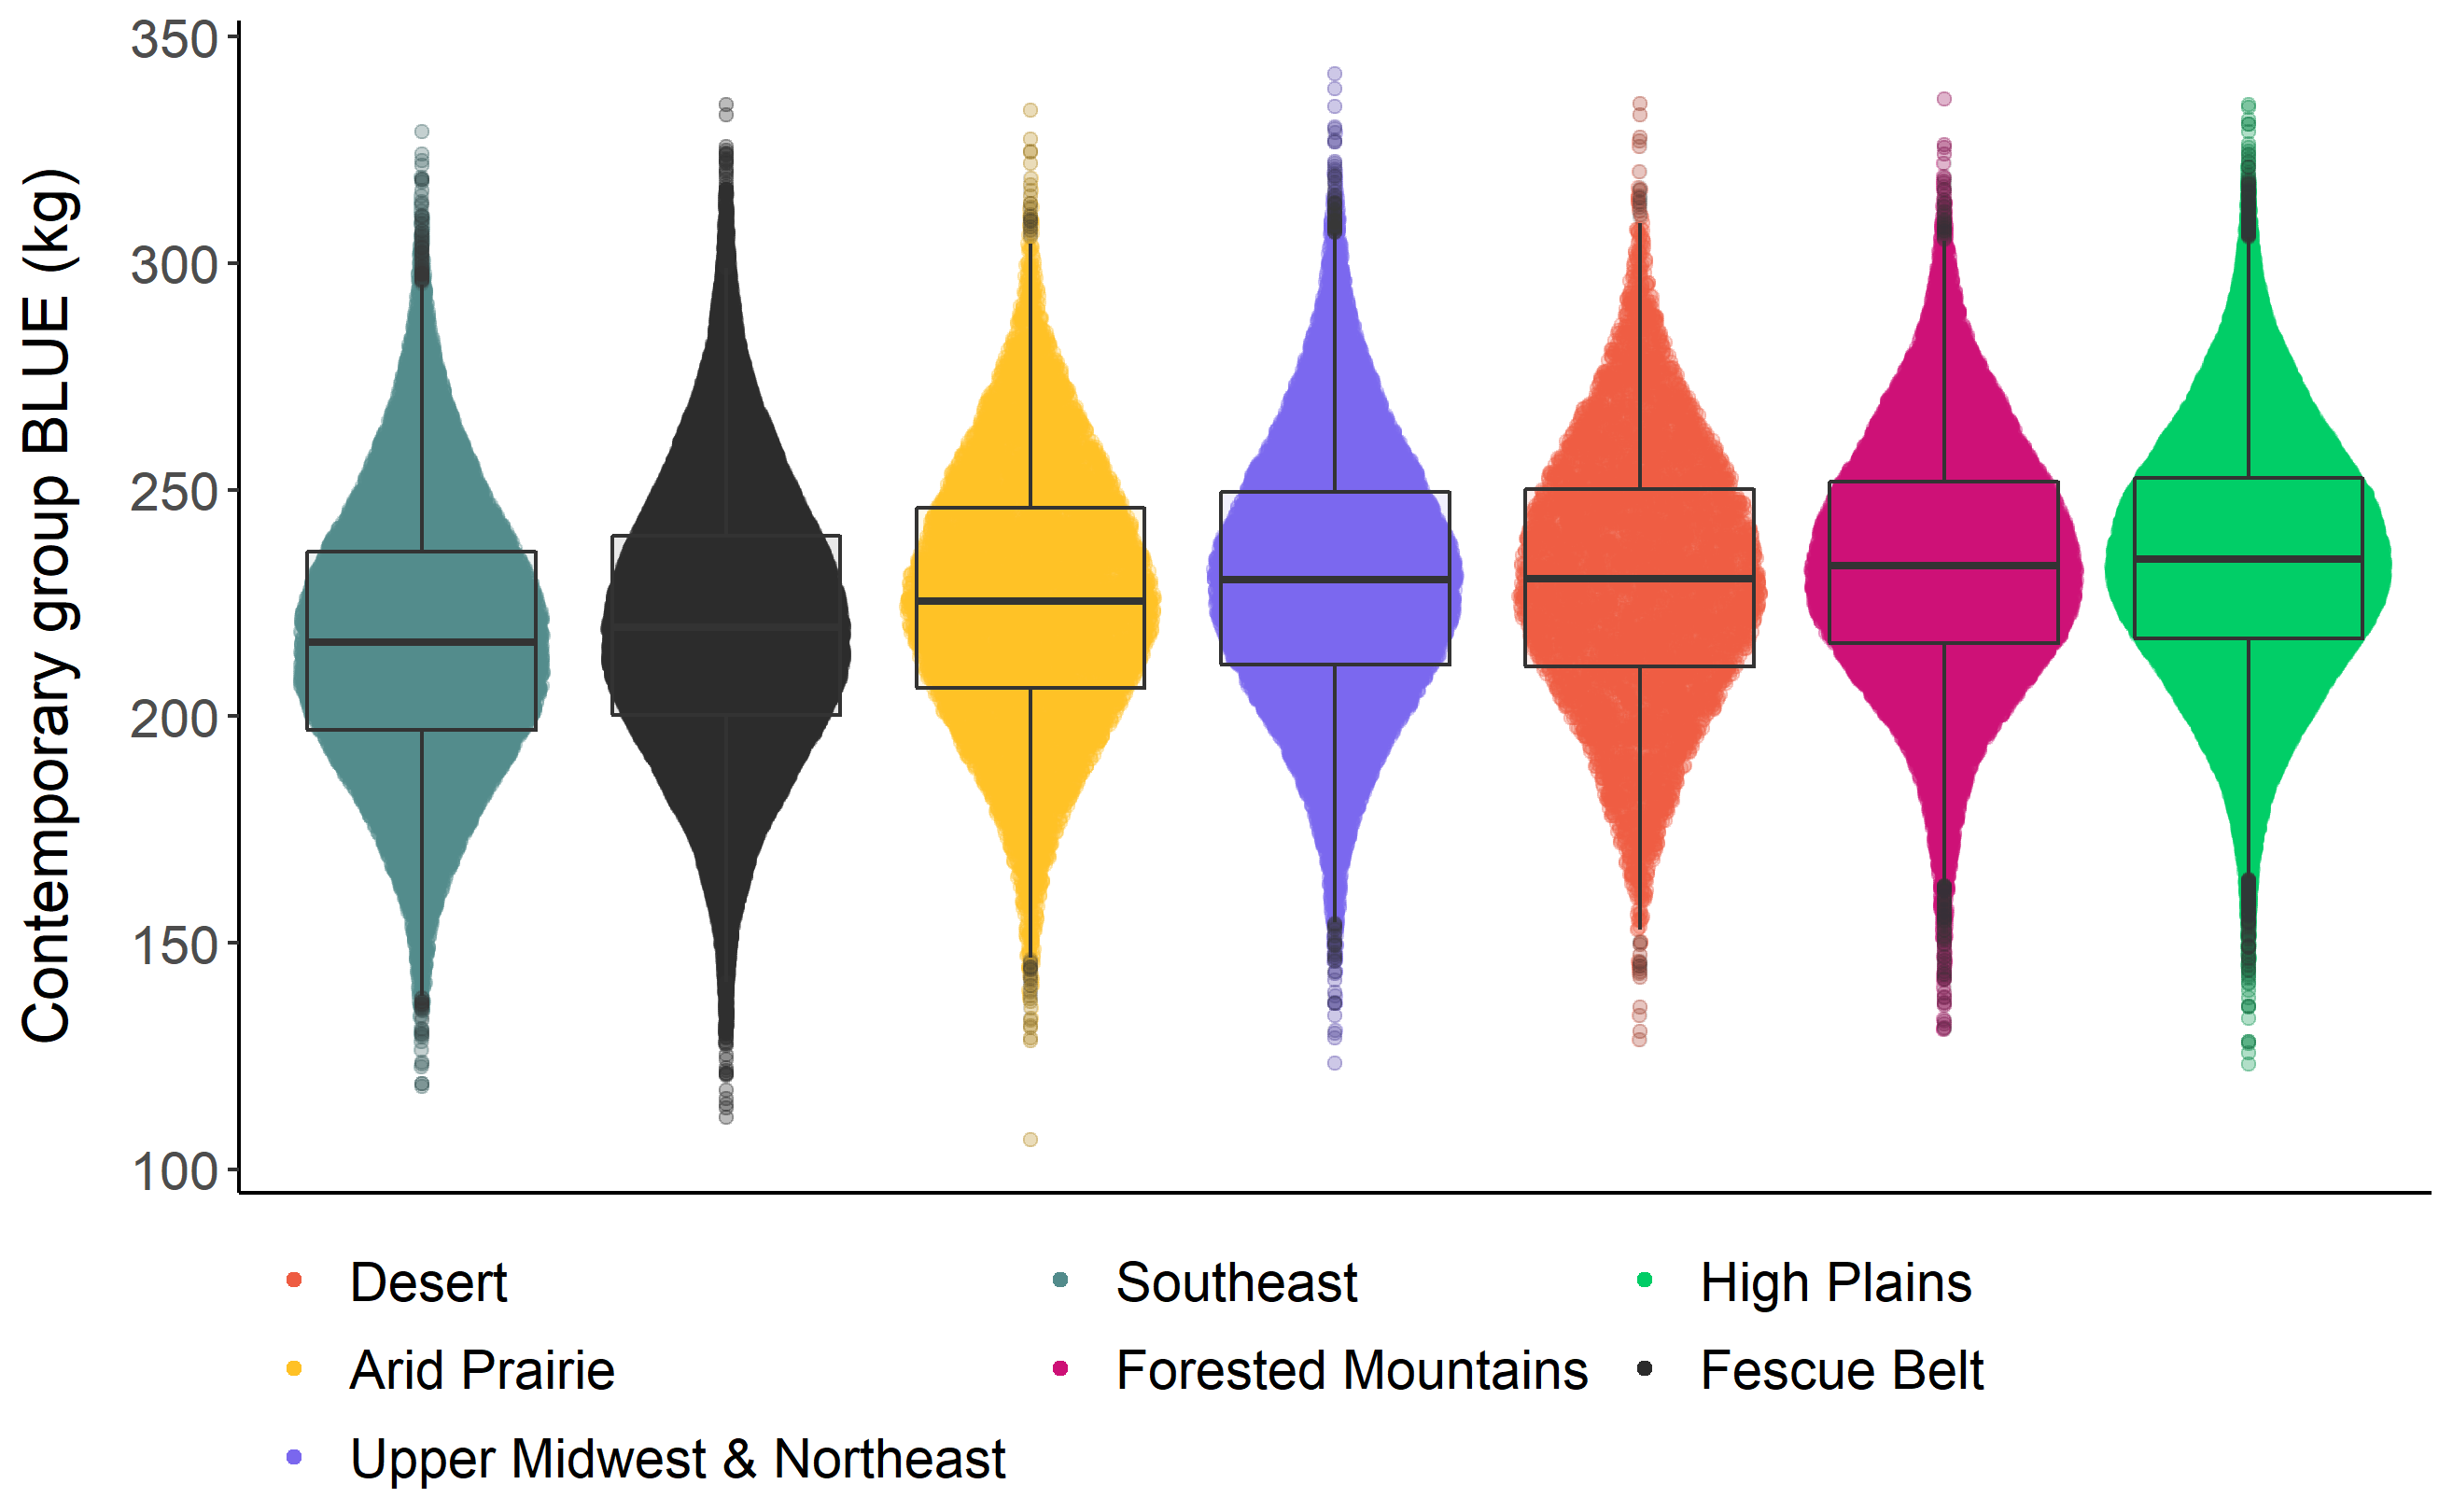 Contemporary group BLUE (kg)
350
300
250
200
150
100
Desert
Southeast
High Plains
Arid Prairie
Forested Mountains
Fescue Belt
Upper Midwest & Northeast